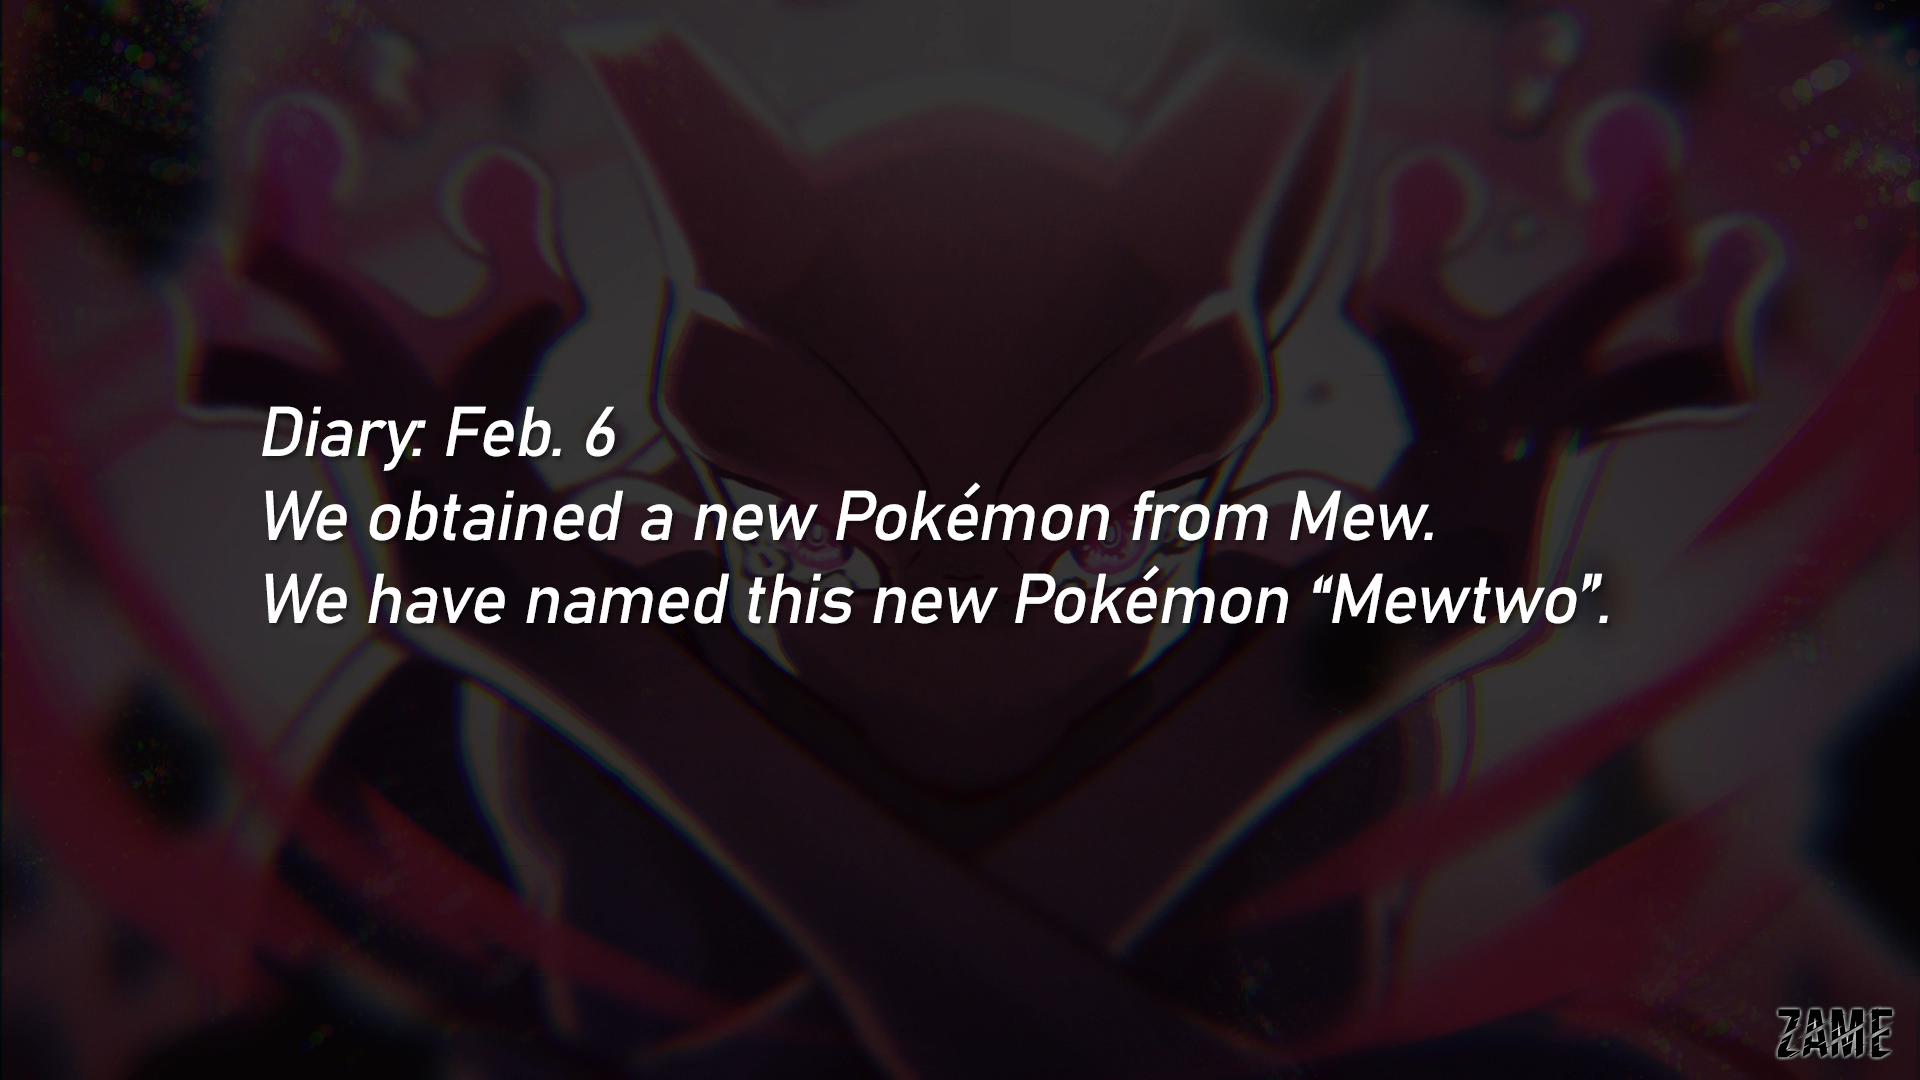 Diary: Feb. 6
We obtained a new Pokémon from Mew.
We have named this new Pokémon “Mewtwo”.
ZAME